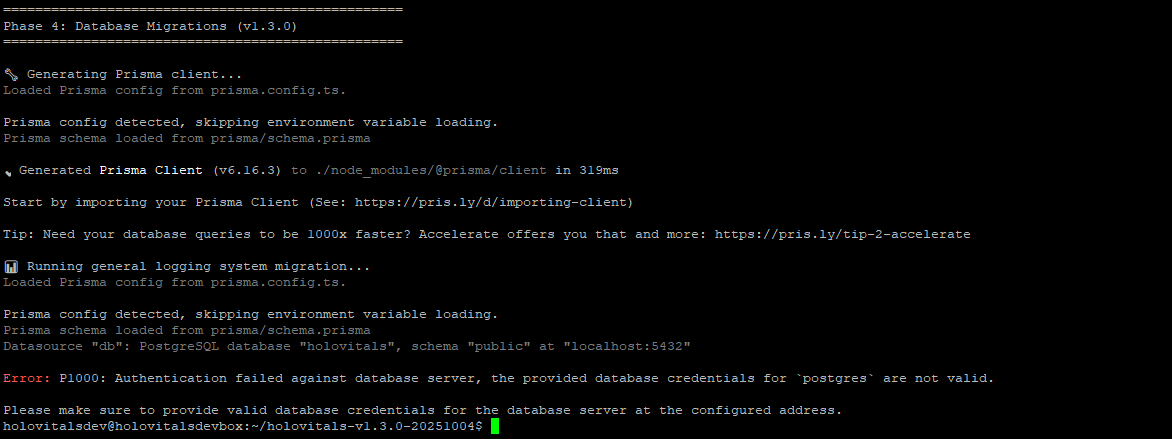 ==================================================
Phase 4: Database Migrations (v1.3.0)
==================================================
🔧 Generating Prisma client...
Loaded Prisma config from prisma.config.ts.
Prisma config detected, skipping environment variable loading.
Prisma schema loaded from prisma/schema.prisma
✔ Generated Prisma Client (v6.16.3) to ./node_modules/@prisma/client in 319ms
Start by importing your Prisma Client (See: https://pris.ly/d/importing-client)
Tip: Need your database queries to be 1000x faster? Accelerate offers you that and more: https://pris.ly/tip-2-accelerate
📊 Running general logging system migration...
Loaded Prisma config from prisma.config.ts.
Prisma config detected, skipping environment variable loading.
Prisma schema loaded from prisma/schema.prisma
Datasource "db": PostgreSQL database "holovitals", schema "public" at "localhost:5432"
Error: P1000: Authentication failed against database server, the provided database credentials for `postgres` are not valid.
Please make sure to provide valid database credentials for the database server at the configured address.
holovitalsdev@holovitalsdevbox:~/holovitals-v1.3.0-20251004$